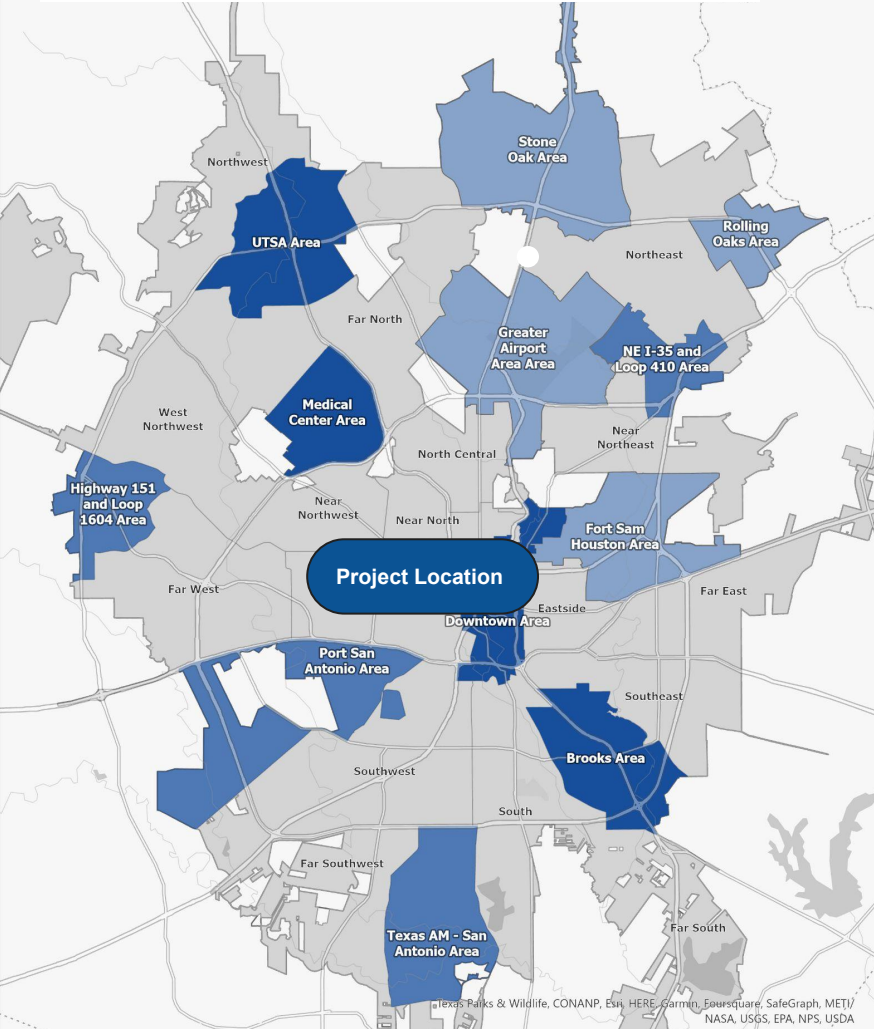 Stone
Oak Area
Northwest
Rolling
Oaks Area
UTSA Area
Northeast
Far North
Greater
Airport
Area Area
NE I-35 and
Loop 410 Area
Medical
Center Area
West
Northwest
Near
Northeast
North Central
Highway 151
and Loop
1604 Area
Near
Northwest
Near North
Fort Sam
Houston Area
Project Location
Far West
Far East
Eastside
Downtown Area
Port San
Antonio Area
Southeast
Brooks Area
Southwest
South
Far Southwest
Far South
Texas AM - San
Antonio Area
Texas Parks & Wildlife, CONANP, Esri, HERE, Garmin, Foursquare, SafeGraph, METI/
NASA, USGS, EPA, NPS, USDA